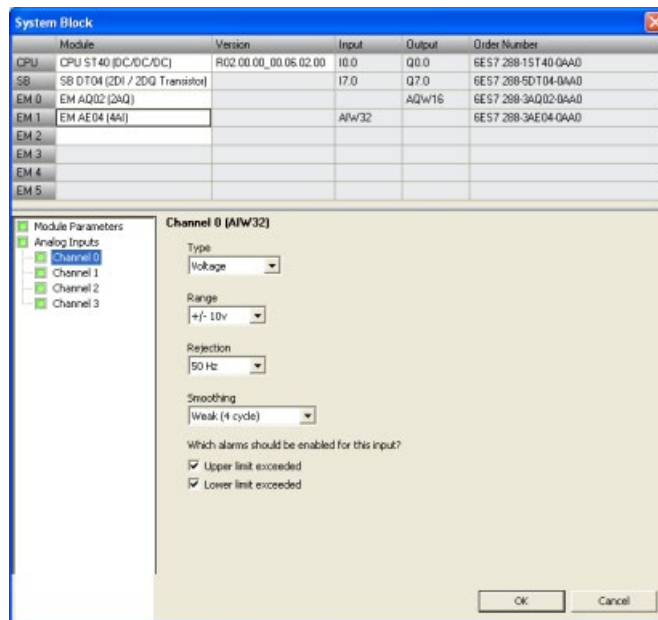 System Block
Module Version Input Output Order Number
CPU CPU ST40 (DC/DC/DC) R02.00.00_00.06.02.00 I0.0 Q0.0 6ES7 288-1ST40-0AA0
SB SB DT04 (2DI / 2DQ Transistor) I7.0 Q7.0 6ES7 288-5DT04-0AA0
EM 0 EM AQ02 (2AQ) AQW16 6ES7 288-3AQ02-0AA0
EM 1 EM AE04 (4AI) AIW32 6ES7 288-3AE04-0AA0
EM 2
EM 3
EM 4
EM 5
Module Parameters
Analog Inputs
Channel 0
Channel 1
Channel 2
Channel 3
Channel 0 (AIW32)
Type
Voltage
Range
+/- 10v
Rejection
50 Hz
Smoothing
Weak (4 cycle)
Which alarms should be enabled for this input?
Upper limit exceeded
Lower limit exceeded
OK Cancel